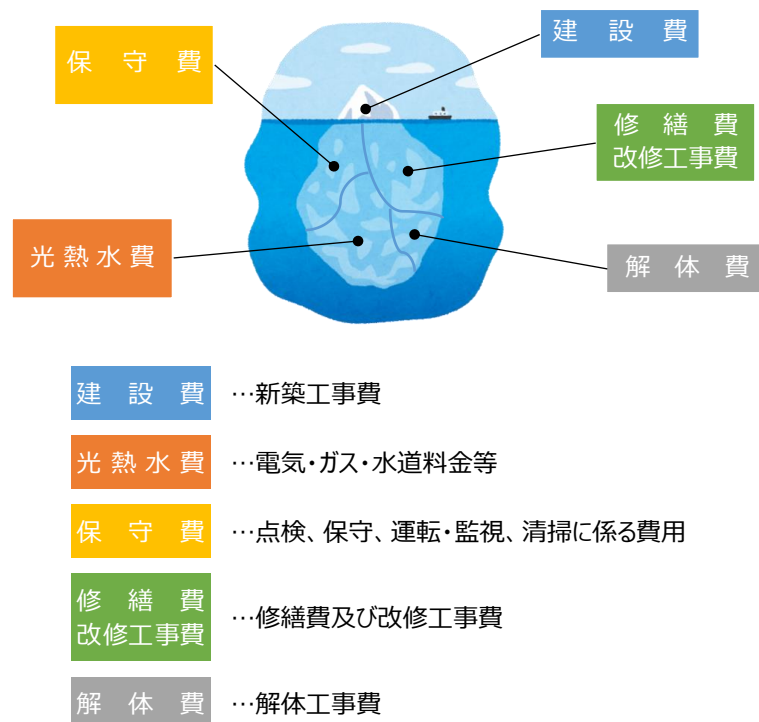 保守費
建設費
修繕費
改修工事費
光熱水費
解体費
建設費 …新築工事費
光熱水費 …電気・ガス・水道料金等
保守費 …点検、保守、運転・監視、清掃に係る費用
修繕費
改修工事費 …修繕費及び改修工事費
解体費 …解体工事費